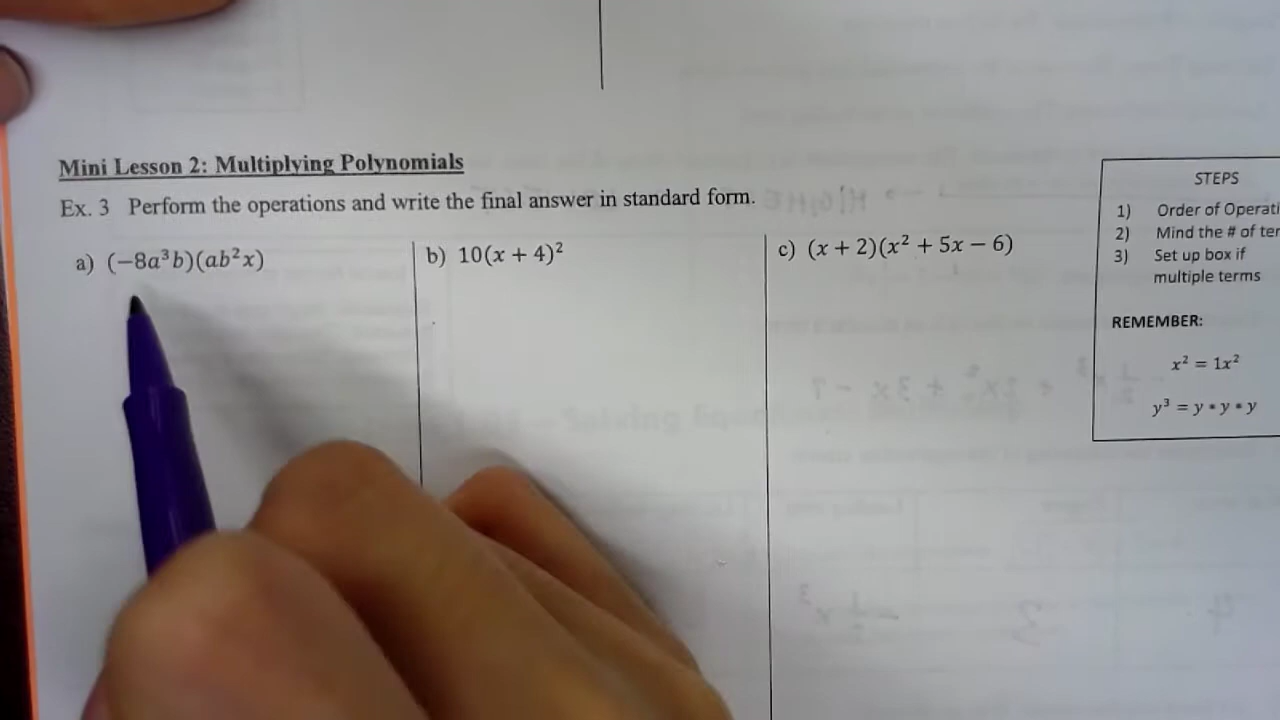 Mini Lesson 2: Multiplying Polynomials
Ex. 3 Perform the operations and write the final answer in standard form.
a) (−8a³b)(ab²x)
b) 10(x + 4)²
c) (x + 2)(x² + 5x − 6)
STEPS
1) Order of Operati
2) Mind the # of ter
3) Set up box if
multiple terms
REMEMBER:
x² = 1x²
y³ = y • y • y